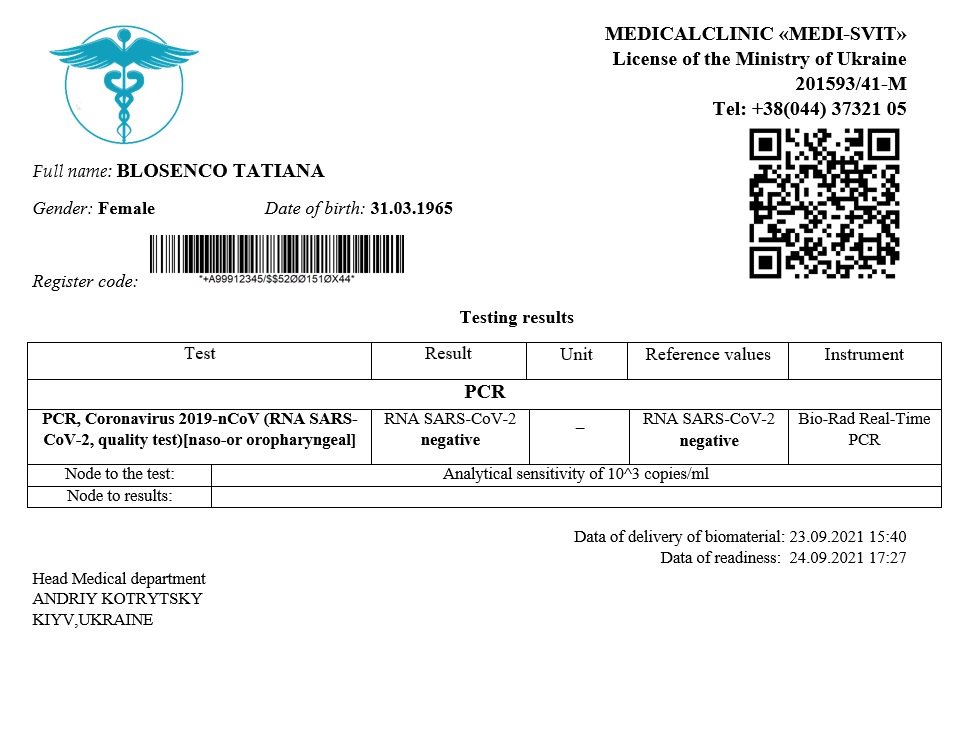 MEDICALCLINIC «MEDI-SVIT»
License of the Ministry of Ukraine
201593/41-M
Tel: +38(044) 37321 05
Full name: BLOSENCO TATIANA
Gender: Female Date of birth: 31.03.1965
Register code: *+A99912345/$$52ØØ151ØX44*
Testing results
Test Result Unit Reference values Instrument
PCR
PCR, Coronavirus 2019-nCoV (RNA SARS- RNA SARS-CoV-2 – RNA SARS-CoV-2 Bio-Rad Real-Time
CoV-2, quality test)[naso-or oropharyngeal] negative negative PCR
Node to the test: Analytical sensitivity of 10^3 copies/ml
Node to results:
Data of delivery of biomaterial: 23.09.2021 15:40
Data of readiness: 24.09.2021 17:27
Head Medical department
ANDRIY KOTRYTSKY
KIYV,UKRAINE